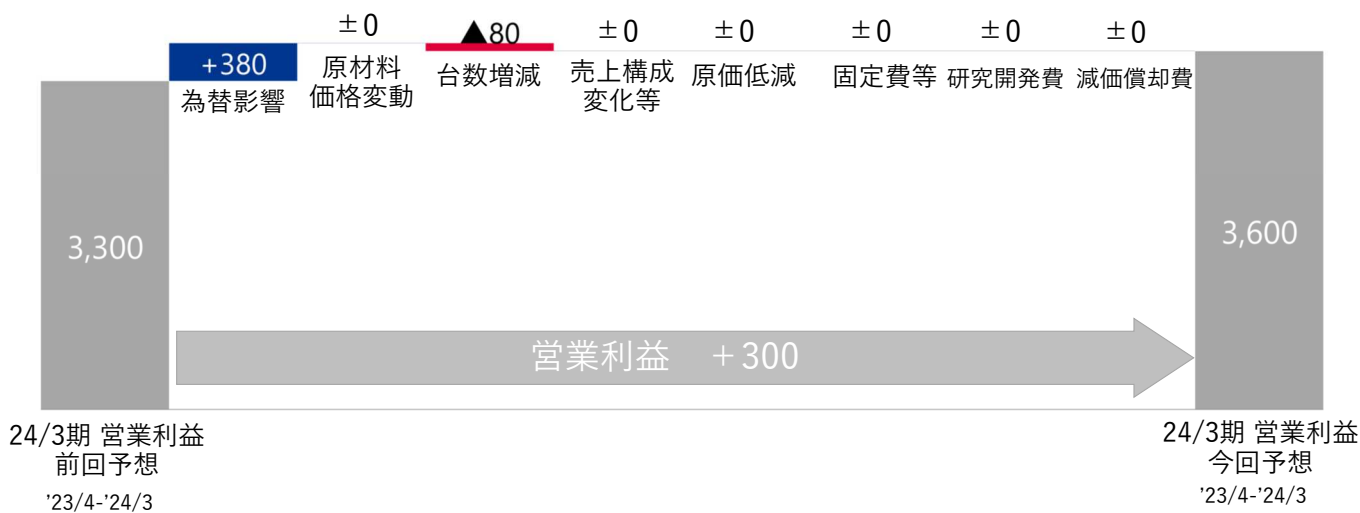 ±0
▲80
±0
±0
±0
±0
±0
+380
為替影響
原材料
価格変動
台数増減
売上構成
変化等
原価低減
固定費等
研究開発費
減価償却費
3,300
3,600
営業利益 +300
24/3期 営業利益
前回予想
'23/4-'24/3
24/3期 営業利益
今回予想
'23/4-'24/3